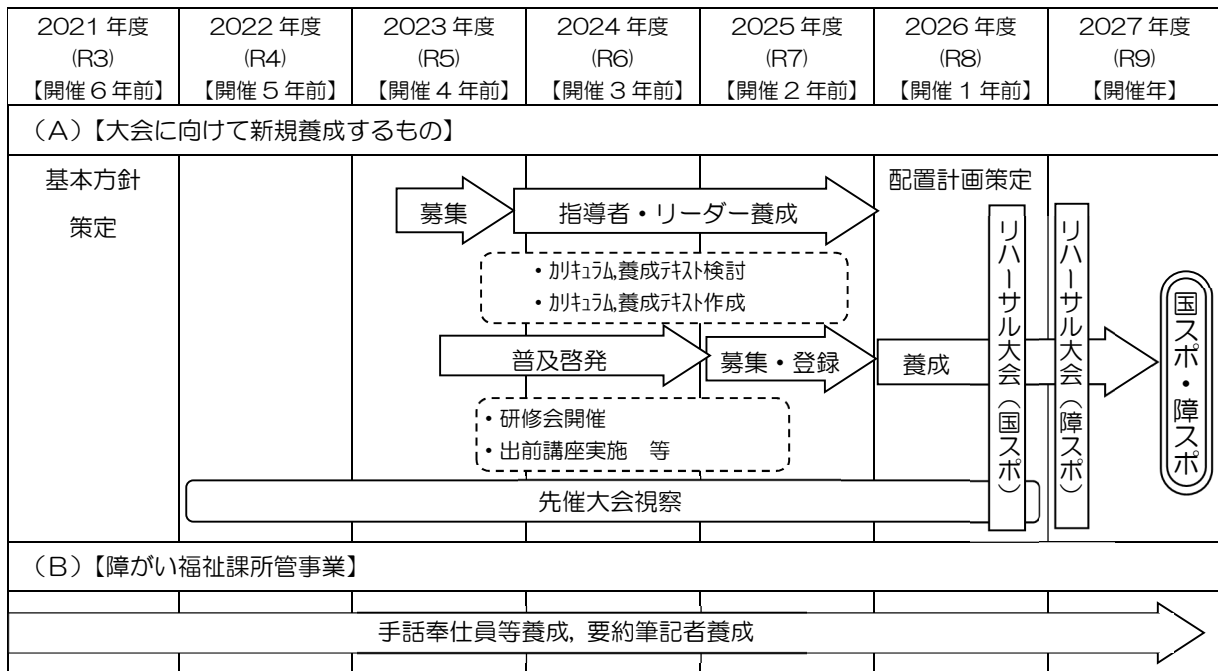 2021年度
(R3)
【開催6年前】
2022年度
(R4)
【開催5年前】
2023年度
(R5)
【開催4年前】
2024年度
(R6)
【開催3年前】
2025年度
(R7)
【開催2年前】
2026年度
(R8)
【開催1年前】
2027年度
(R9)
【開催年】
(A)【大会に向けて新規養成するもの】
基本方針
策定
募集
指導者・リーダー養成
配置計画策定
・カリキュラム,養成テキスト検討
・カリキュラム,養成テキスト作成
普及啓発
募集・登録
養成
・研修会開催
・出前講座実施 等
先催大会視察
リハーサル大会(国スポ)
リハーサル大会(障スポ)
国スポ・障スポ
(B)【障がい福祉課所管事業】
手話奉仕員等養成,要約筆記者養成